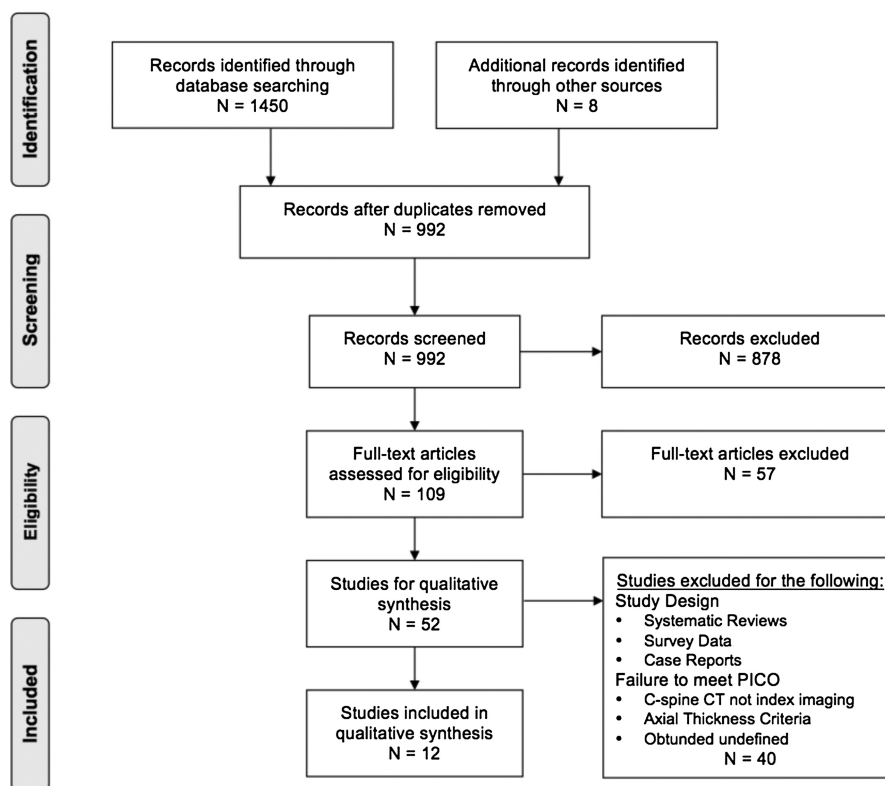 Identification
Records identified through
database searching
N = 1450
Additional records identified
through other sources
N = 8
Records after duplicates removed
N = 992
Screening
Records screened
N = 992
Records excluded
N = 878
Eligibility
Full-text articles
assessed for eligibility
N = 109
Full-text articles excluded
N = 57
Studies for qualitative
synthesis
N = 52
Studies excluded for the following:
Study Design
• Systematic Reviews
• Survey Data
• Case Reports
Failure to meet PICO
• C-spine CT not index imaging
• Axial Thickness Criteria
• Obtunded undefined
N = 40
Included
Studies included in
qualitative synthesis
N = 12